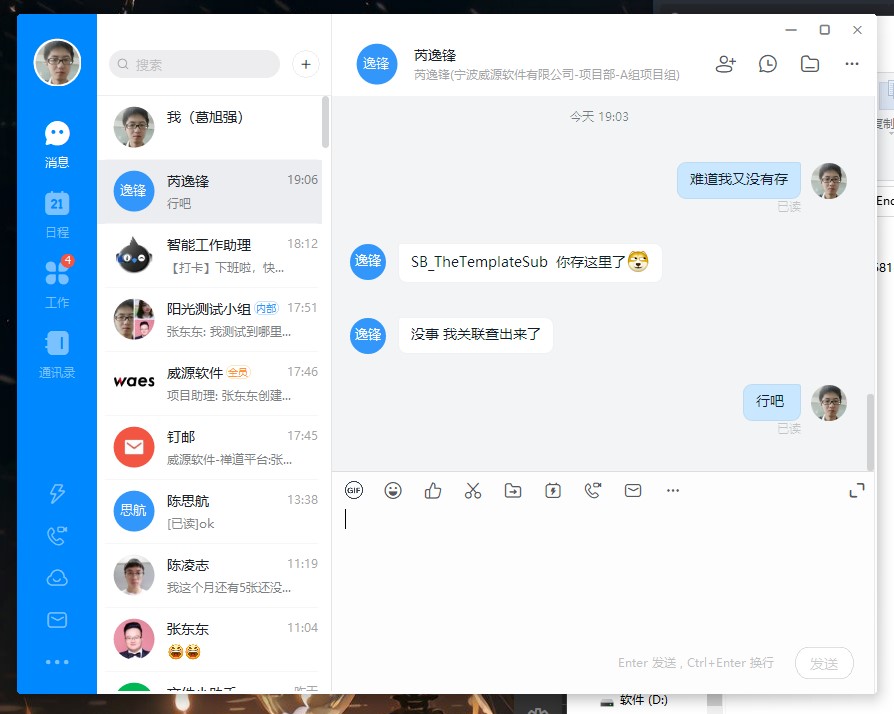 消息
21
日程
4
工作
通讯录
搜索
我（葛旭强）
逸锋
芮逸锋
19:06
行吧
智能工作助理
18:12
【打卡】下班啦，快...
阳光测试小组 内部
17:51
张东东: 我测试到哪里...
waes
威源软件 全员
17:46
项目助理: 张东东创建...
钉邮
17:45
威源软件-禅道平台:张...
思航
陈思航
13:38
[已读]ok
陈凌志
11:19
我这个月还有5张还没...
张东东
11:04
逸锋
芮逸锋
芮逸锋(宁波威源软件有限公司-项目部-A组项目组)
今天 19:03
难道我又没有存
已读
逸锋
SB_TheTemplateSub 你存这里了
逸锋
没事 我关联查出来了
行吧
已读
GIF
Enter 发送 , Ctrl+Enter 换行
发送
复制
Enc
581
软件 (D:)